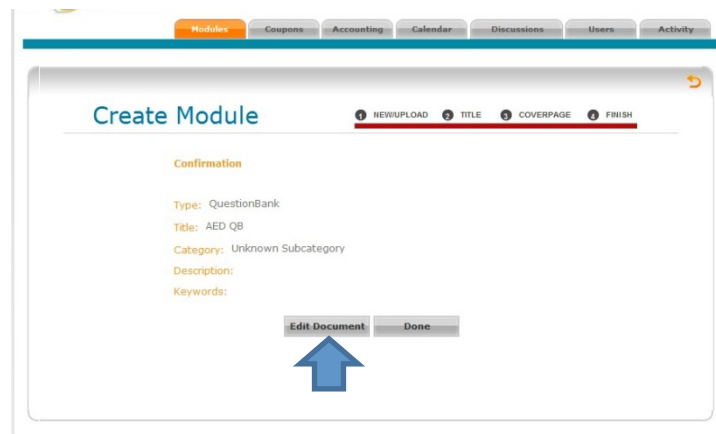 Modules Coupons Accounting Calendar Discussions Users Activity
Create Module
1 NEW/UPLOAD 2 TITLE 3 COVERPAGE 4 FINISH
Confirmation
Type: QuestionBank
Title: AED QB
Category: Unknown Subcategory
Description:
Keywords:
Edit Document Done